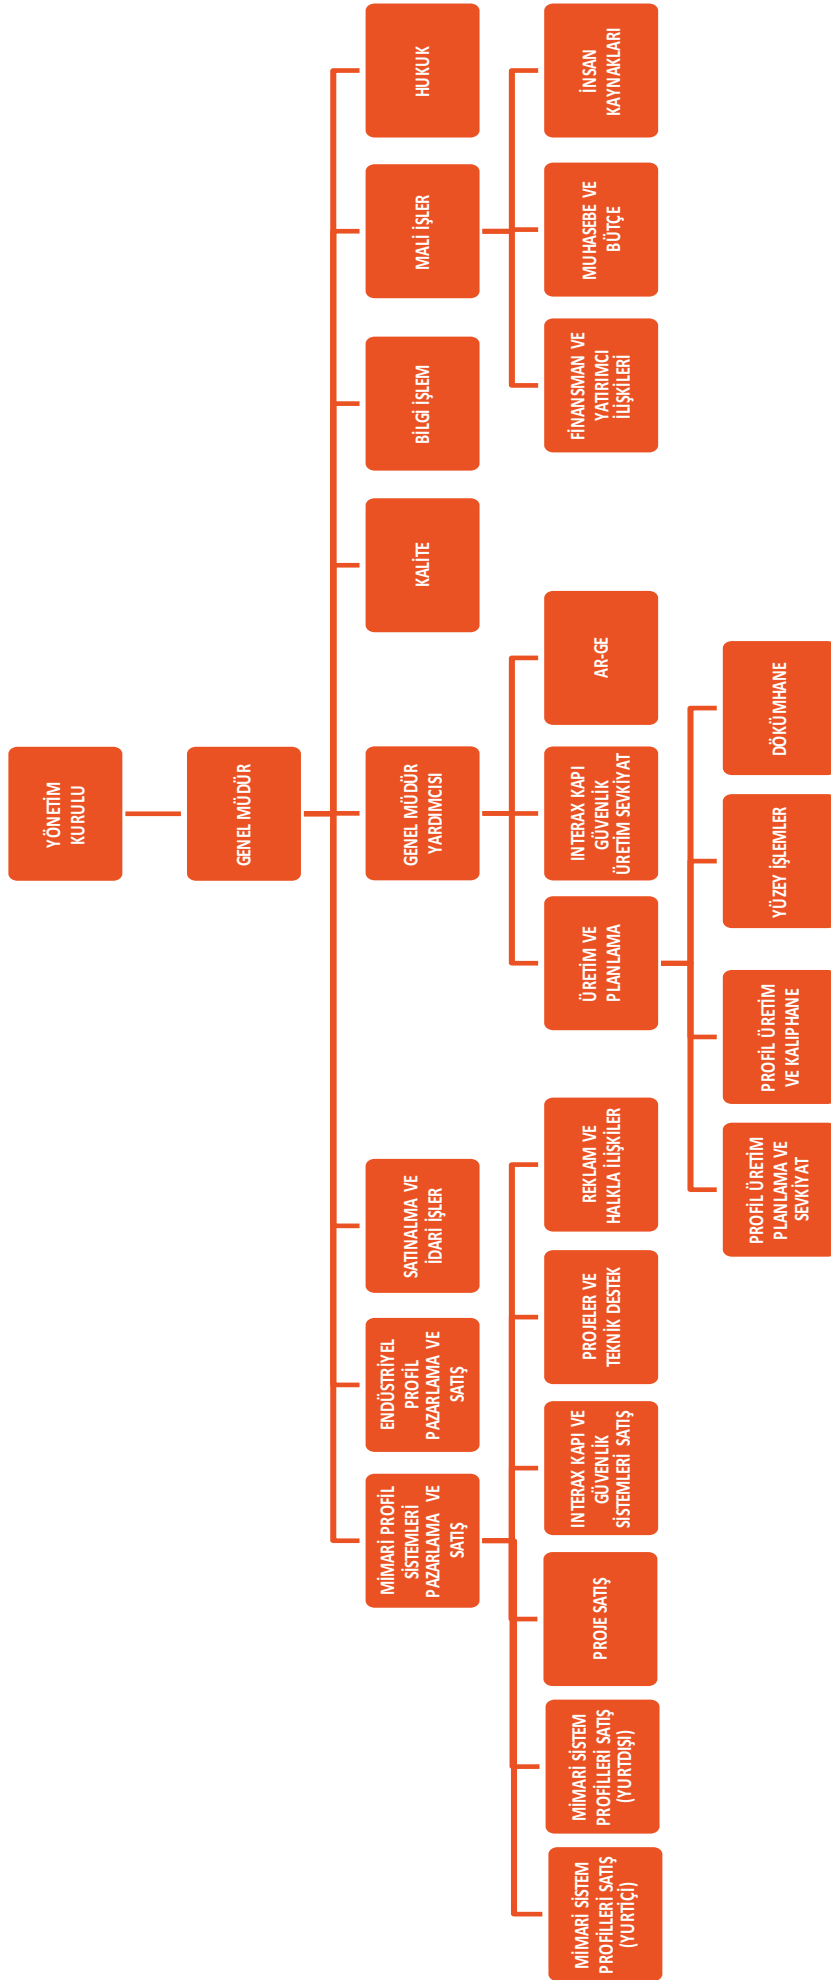 YÖNETİM
KURULU
GENEL MÜDÜR
MİMARİ PROFİL
SİSTEMLERİ
PAZARLAMA VE
SATIŞ
ENDÜSTRİYEL
PROFİL
PAZARLAMA VE
SATIŞ
SATINALMA VE
İDARİ İŞLER
GENEL MÜDÜR
YARDIMCISI
KALİTE
BİLGİ İŞLEM
MALİ İŞLER
HUKUK
MİMARİ SİSTEM
PROFİLLERİ SATIŞ
(YURTİÇİ)
MİMARİ SİSTEM
PROFİLLERİ SATIŞ
(YURTDIŞI)
PROJE SATIŞ
INTERAX KAPI VE
GÜVENLİK
SİSTEMLERİ SATIŞ
PROJELER VE
TEKNİK DESTEK
REKLAM VE
HALKLA İLİŞKİLER
ÜRETİM VE
PLANLAMA
INTERAX KAPI
GÜVENLİK
ÜRETİM SEVKİYAT
AR-GE
FİNANSMAN VE
YATIRIMCI
İLİŞKİLERİ
MUHASEBE VE
BÜTÇE
İNSAN
KAYNAKLARI
PROFİL ÜRETİM
PLANLAMA VE
SEVKİYAT
PROFİL ÜRETİM
VE KALIPHANE
YÜZEY İŞLEMLER
DÖKÜMHANE